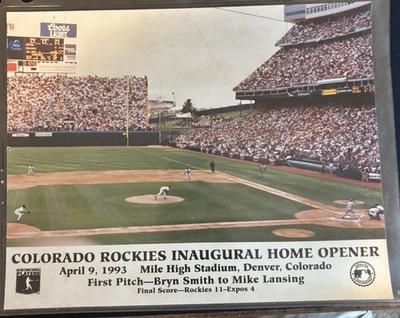 Coors
LIGHT
COLORADO ROCKIES INAUGURAL HOME OPENER
April 9, 1993 Mile High Stadium, Denver, Colorado
First Pitch—Bryn Smith to Mike Lansing
Final Score—Rockies 11-Expos 4